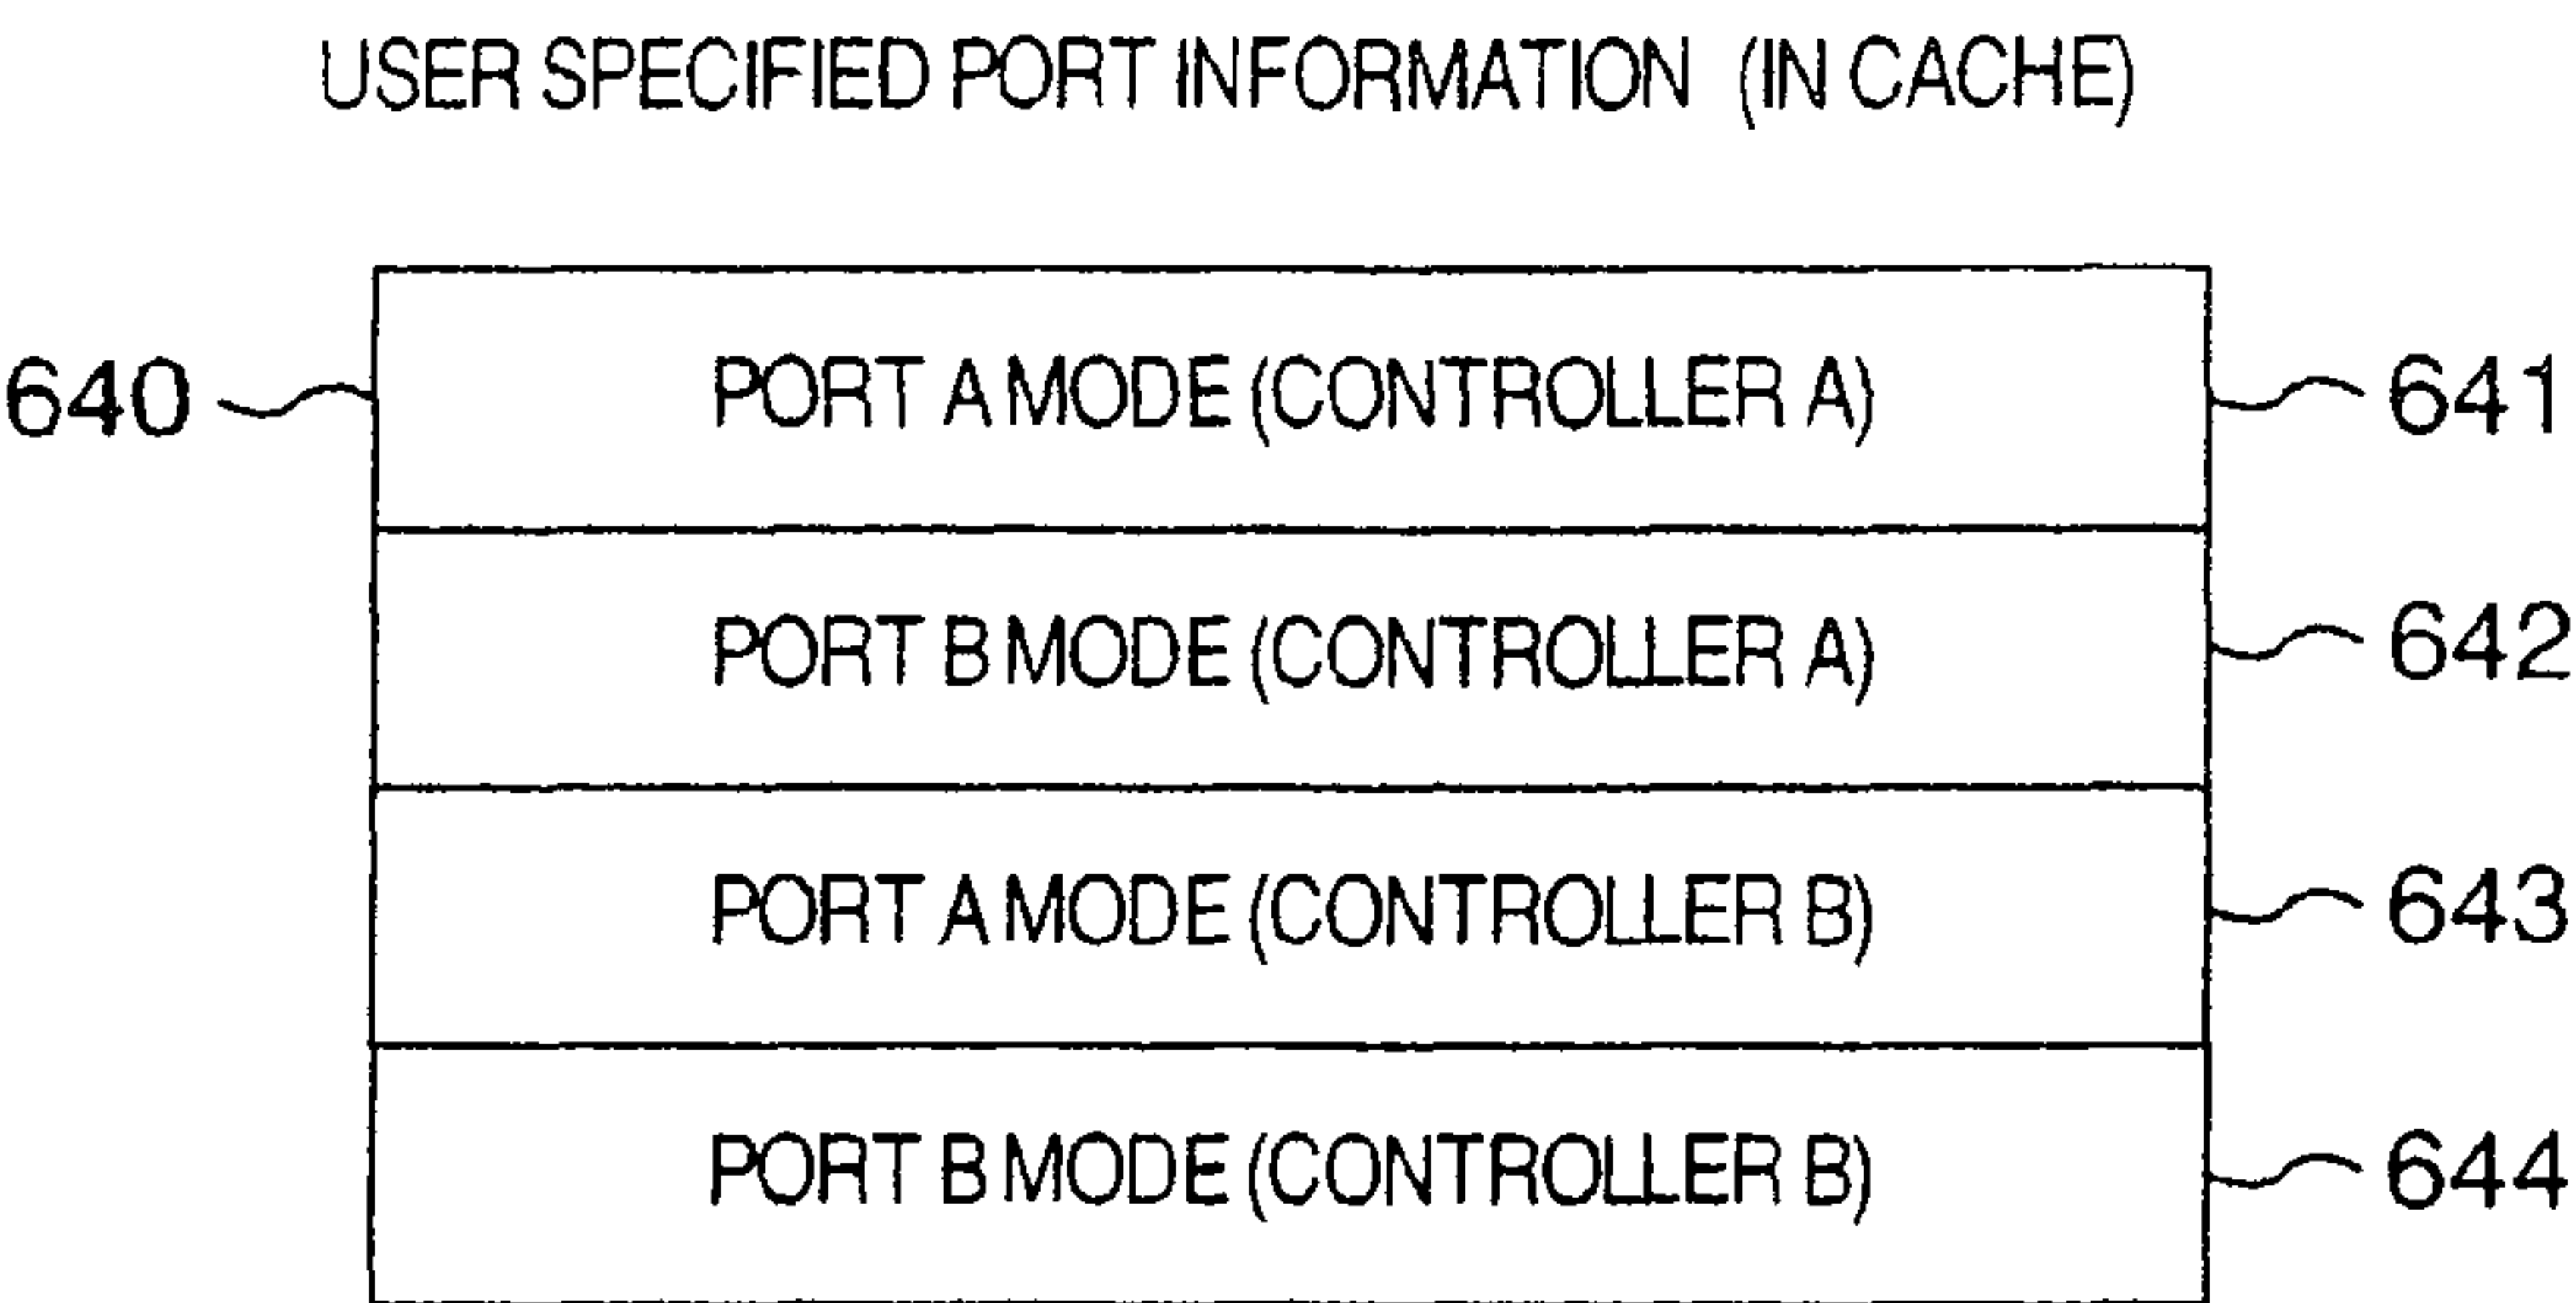 USER SPECIFIED PORT INFORMATION (IN CACHE)
640 PORT A MODE (CONTROLLER A) 641
PORT B MODE (CONTROLLER A) 642
PORT A MODE (CONTROLLER B) 643
PORT B MODE (CONTROLLER B) 644